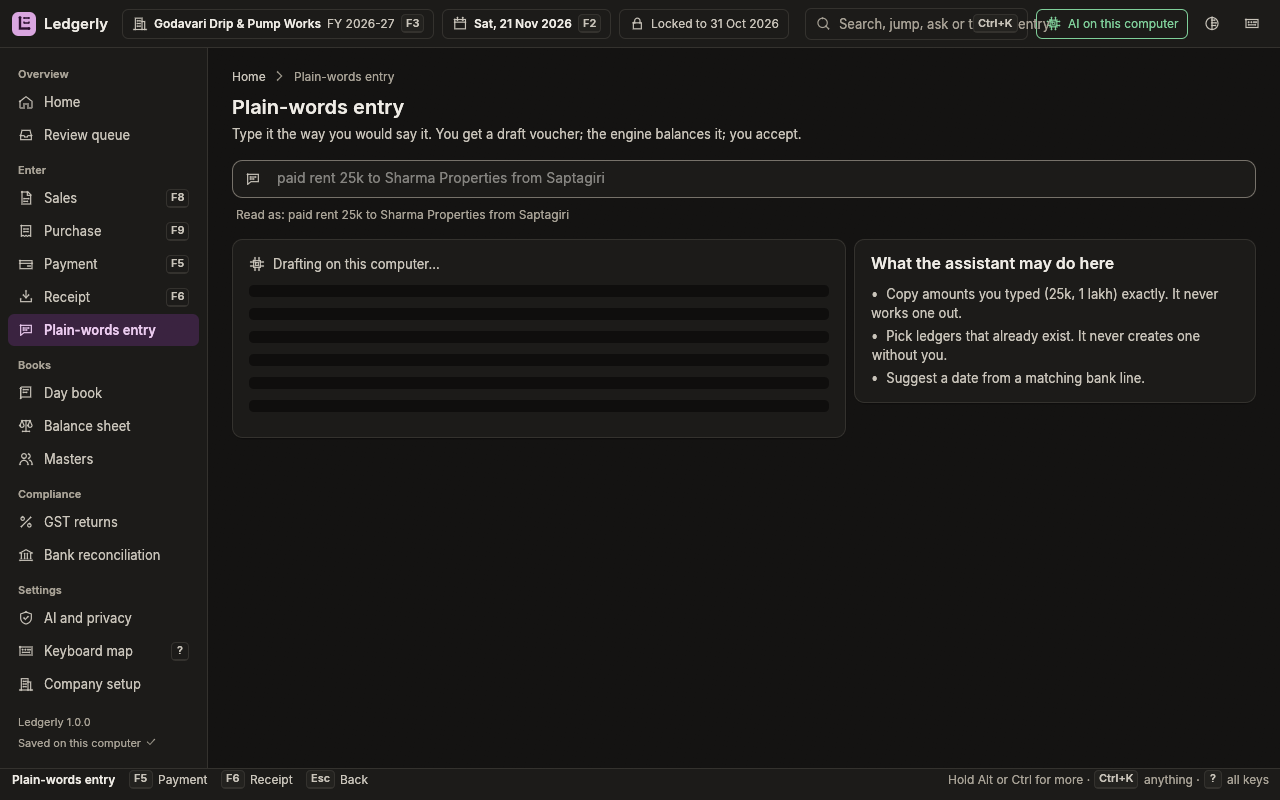 Ledgerly
Godavari Drip & Pump Works FY 2026-27 F3
Sat, 21 Nov 2026 F2
Locked to 31 Oct 2026
Search, jump, ask or t Ctrl+K entry
AI on this computer
Overview
Home
Review queue
Enter
Sales F8
Purchase F9
Payment F5
Receipt F6
Plain-words entry
Books
Day book
Balance sheet
Masters
Compliance
GST returns
Bank reconciliation
Settings
AI and privacy
Keyboard map ?
Company setup
Ledgerly 1.0.0
Saved on this computer
Home Plain-words entry
Plain-words entry
Type it the way you would say it. You get a draft voucher; the engine balances it; you accept.
paid rent 25k to Sharma Properties from Saptagiri
Read as: paid rent 25k to Sharma Properties from Saptagiri
Drafting on this computer...
What the assistant may do here
• Copy amounts you typed (25k, 1 lakh) exactly. It never
works one out.
• Pick ledgers that already exist. It never creates one
without you.
• Suggest a date from a matching bank line.
Plain-words entry F5 Payment F6 Receipt Esc Back
Hold Alt or Ctrl for more · Ctrl+K anything · ? all keys